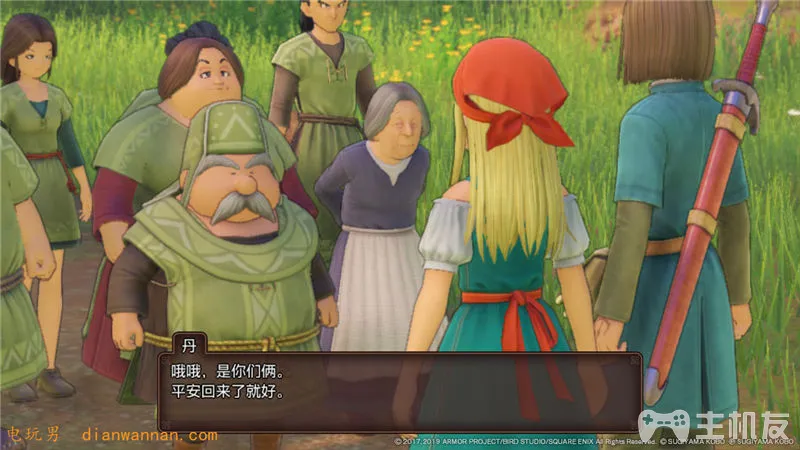 丹
哦哦，是你们俩。
平安回来了就好。
电玩男 dianwannan.com
主机友
©2017, 2019 ARMOR PROJECT/BIRD STUDIO/SQUARE ENIX All Rights Reserved. © SUGIYAMA KOBO Ⓟ SUGIYAMA KOBO